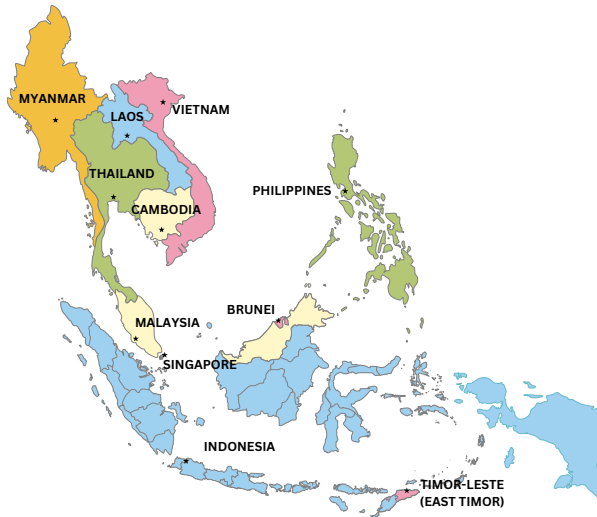 MYANMAR
LAOS
VIETNAM
THAILAND
CAMBODIA
PHILIPPINES
BRUNEI
MALAYSIA
SINGAPORE
INDONESIA
TIMOR-LESTE
(EAST TIMOR)